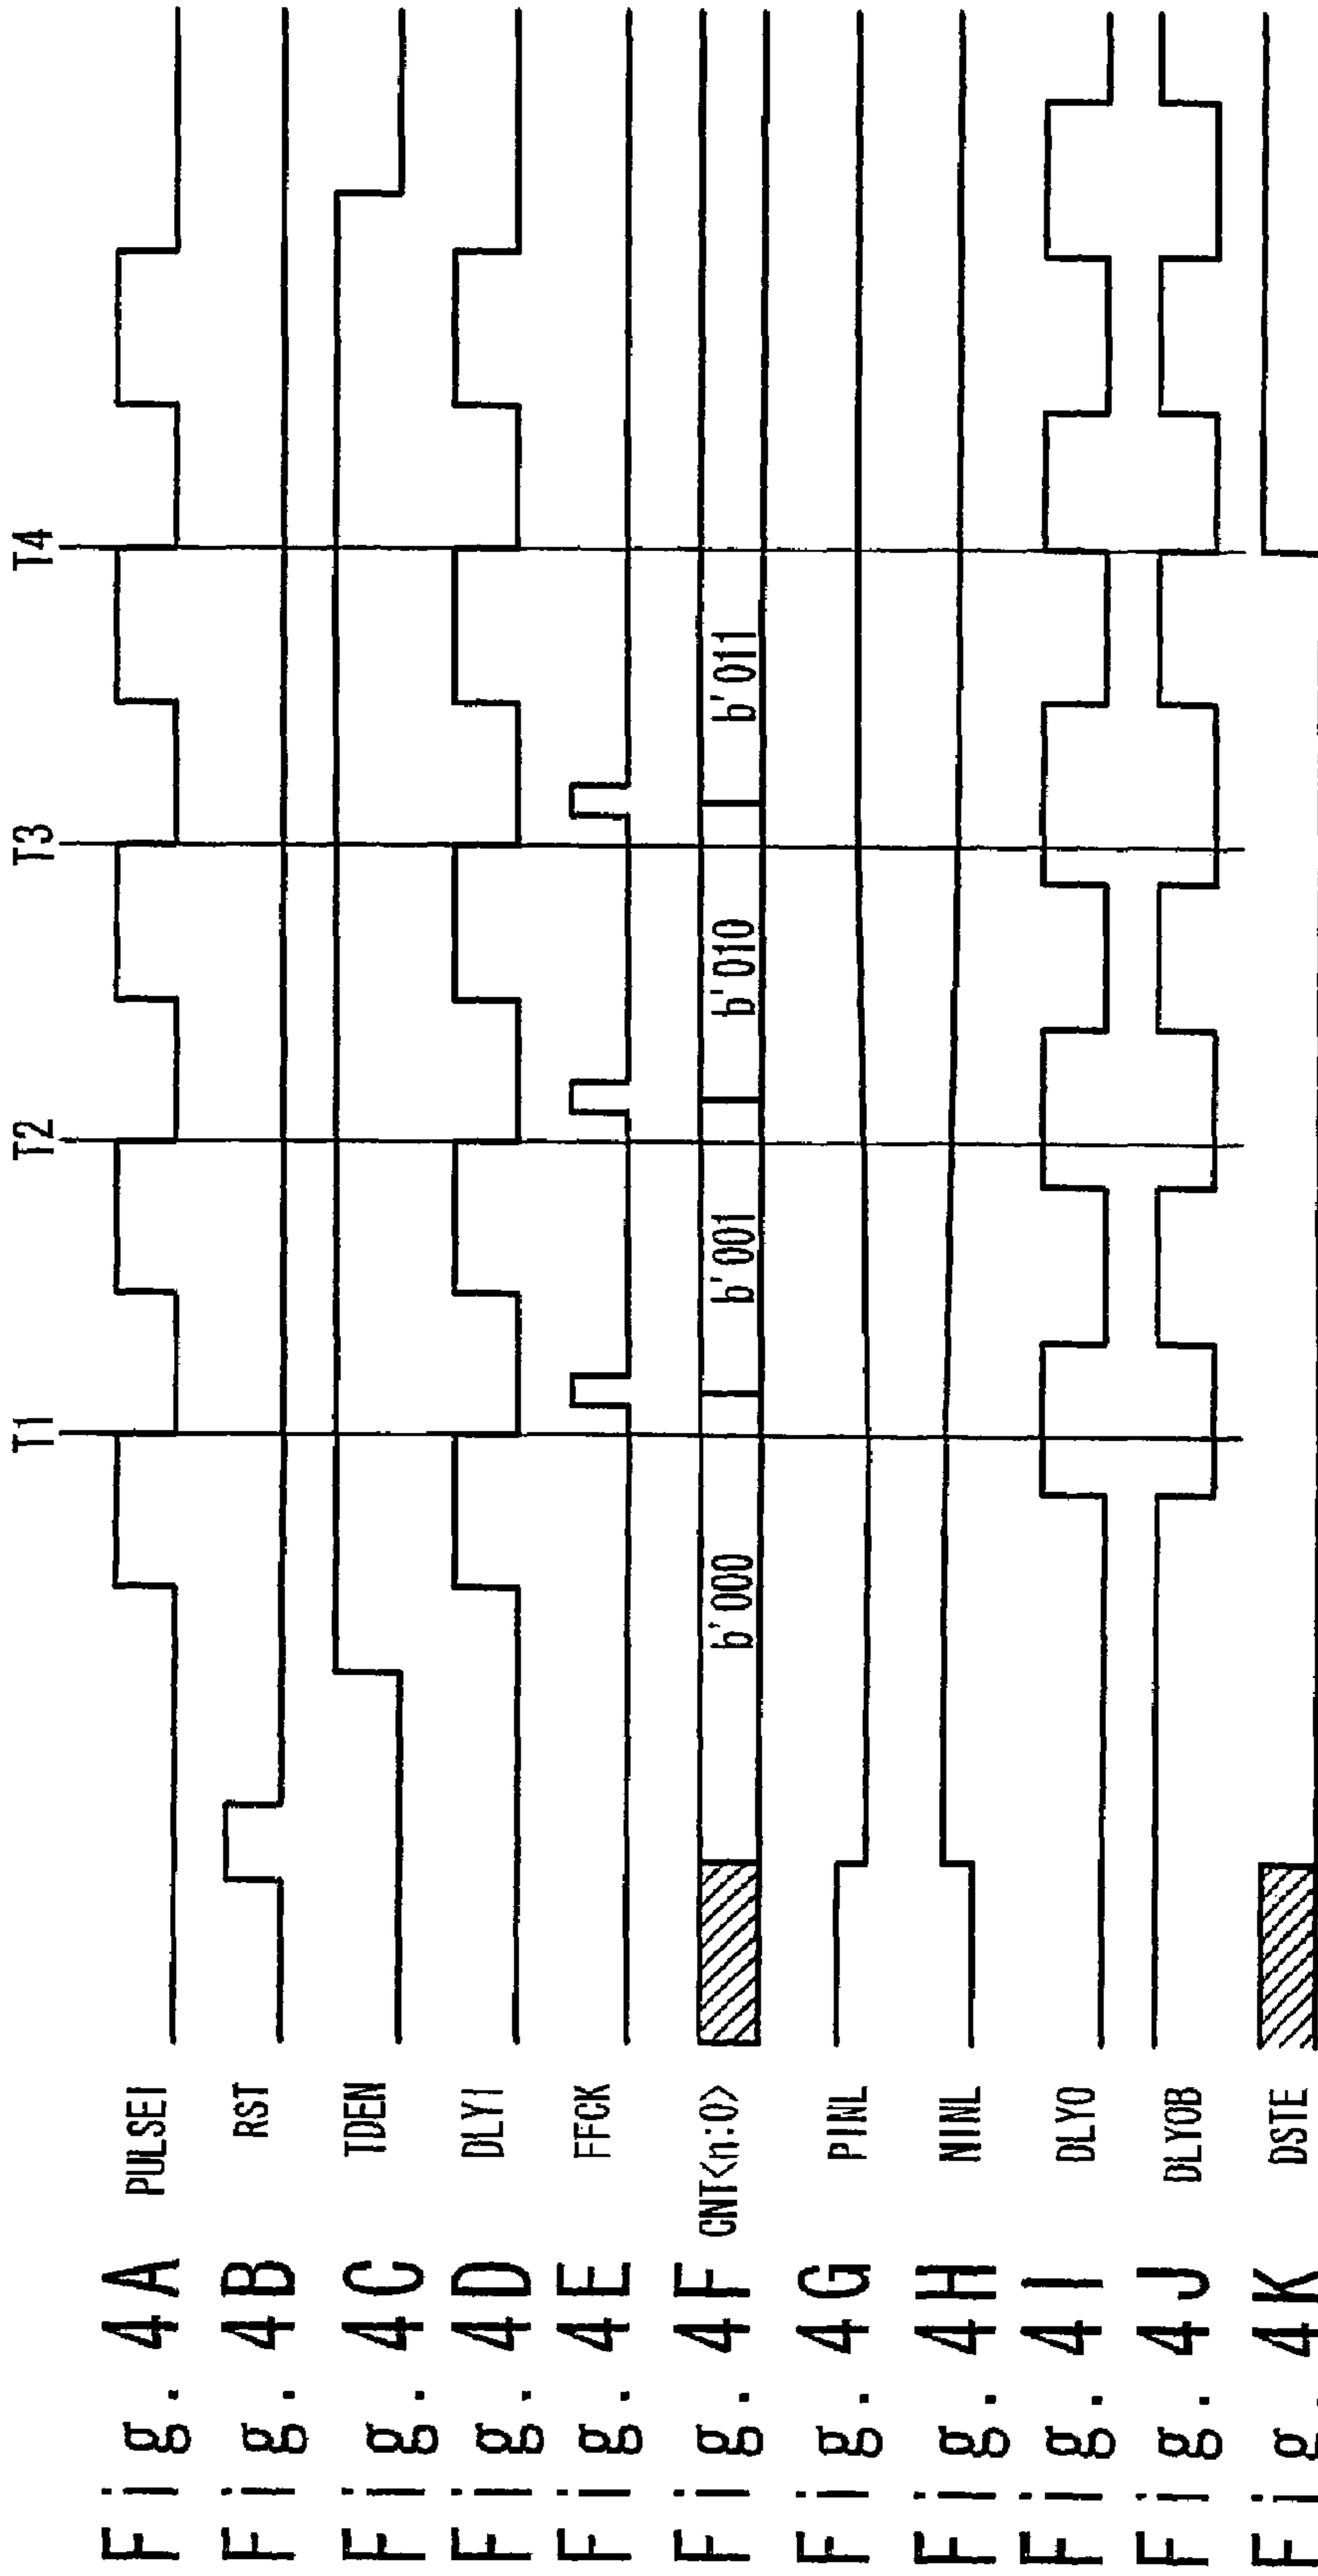 T1 T2 T3 T4
Fig. 4A PULSEI
Fig. 4B RST
Fig. 4C TDEN
Fig. 4D DLYI
Fig. 4E FFCK
Fig. 4F CNT<n:0> b'000 b'001 b'010 b'011
Fig. 4G PINL
Fig. 4H NINL
Fig. 4I DLYO
Fig. 4J DLYOB
Fig. 4K DSTE